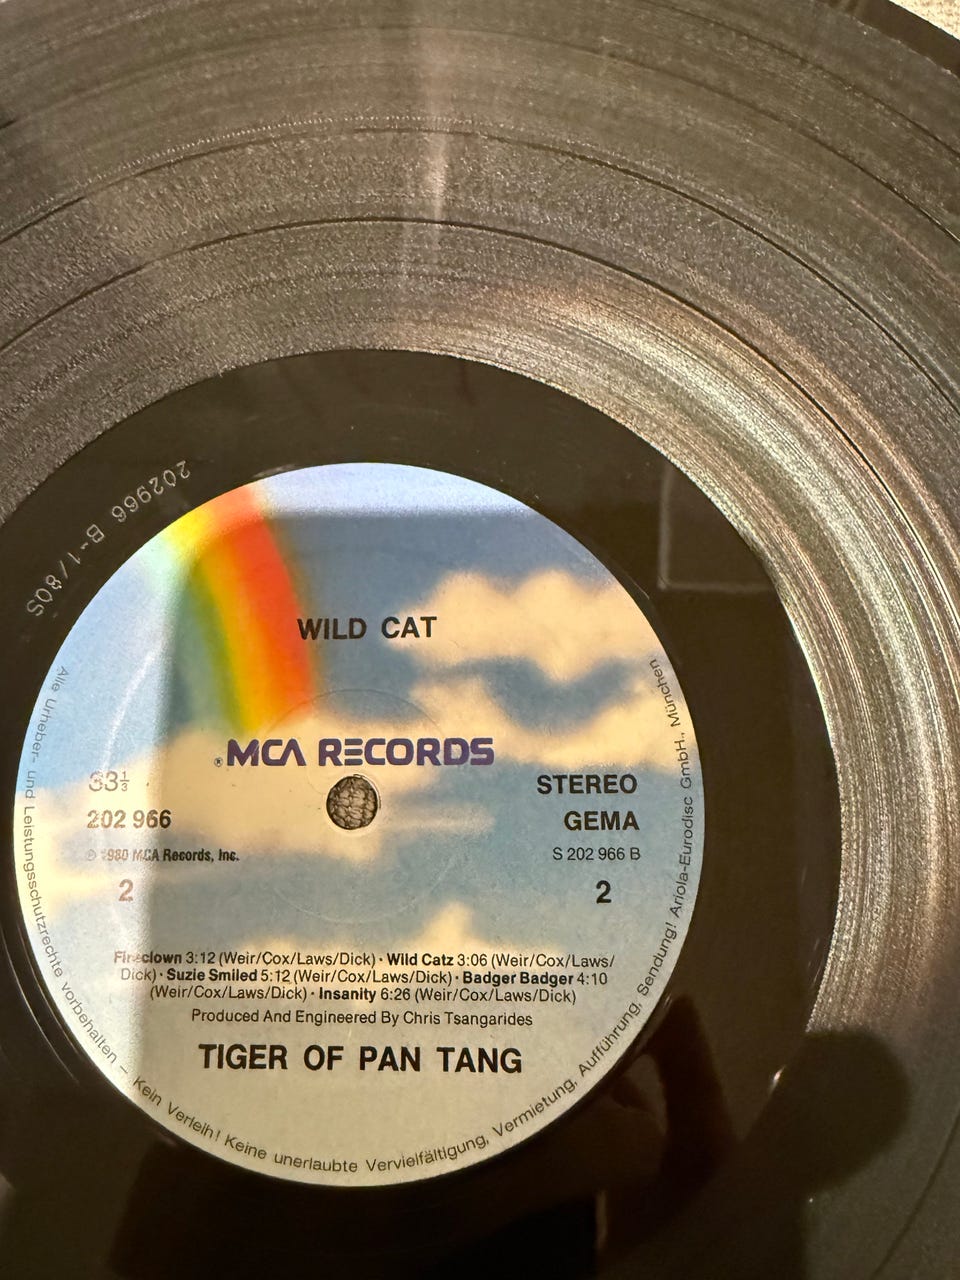 202966 B-1/80S
WILD CAT
® MCA RECORDS
33⅓
202 966
℗ 1980 MCA Records, Inc.
2
STEREO
GEMA
S 202 966 B
2
Fireclown 3:12 (Weir/Cox/Laws/Dick) · Wild Catz 3:06 (Weir/Cox/Laws/
Dick) · Suzie Smiled 5:12 (Weir/Cox/Laws/Dick) · Badger Badger 4:10
(Weir/Cox/Laws/Dick) · Insanity 6:26 (Weir/Cox/Laws/Dick)
Produced And Engineered By Chris Tsangarides
TIGER OF PAN TANG
Alle Urheber- und Leistungsschutzrechte vorbehalten – Kein Verleih! Keine unerlaubte Vervielfältigung, Vermietung, Aufführung, Sendung! Ariola-Eurodisc GmbH., München